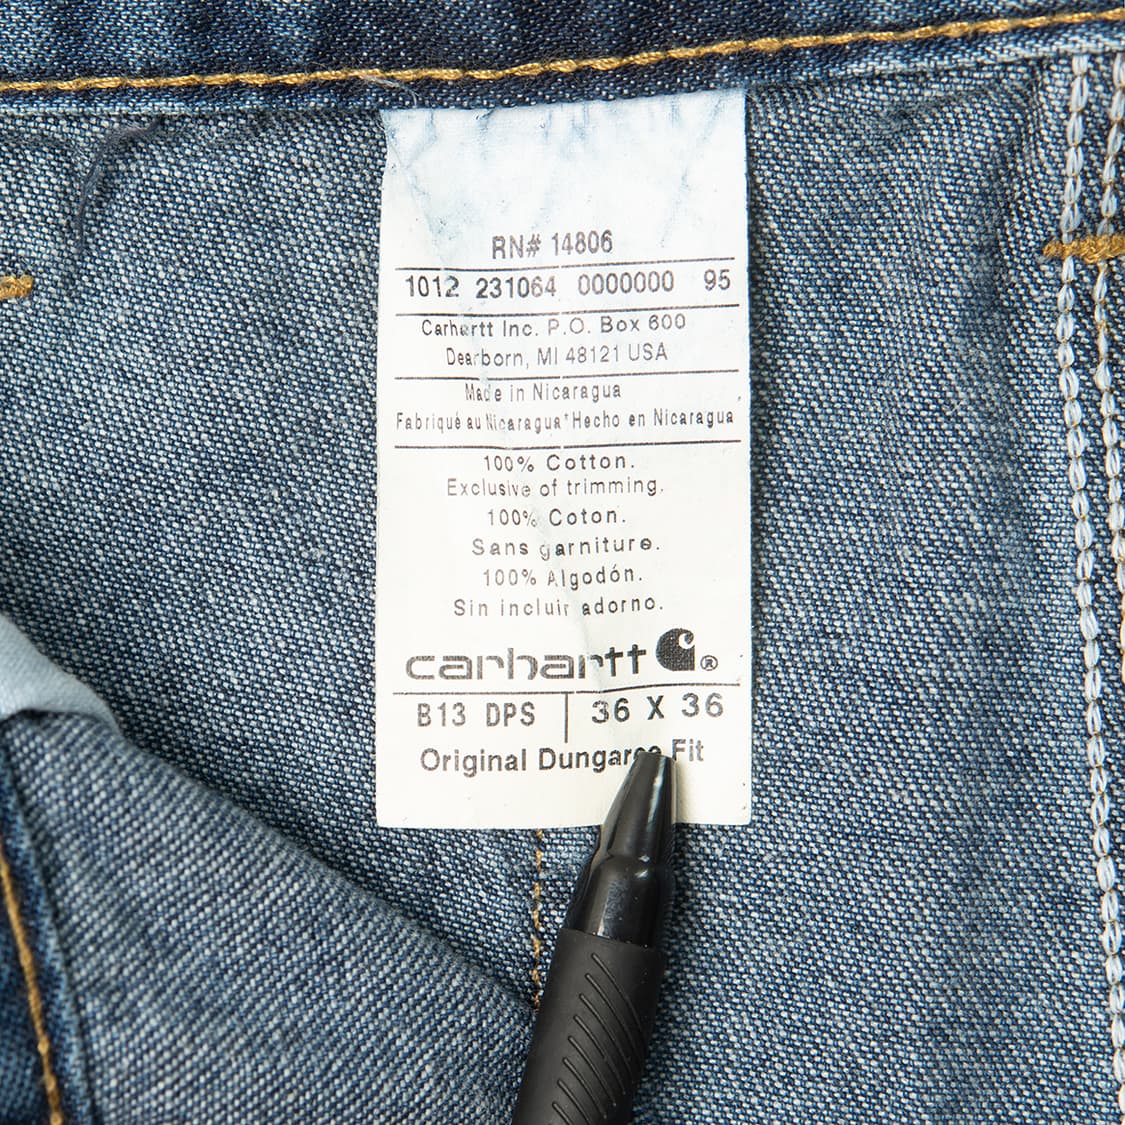 RN# 14806
1012 231064 0000000 95
Carhartt Inc. P.O. Box 600
Dearborn, MI 48121 USA
Made in Nicaragua
Fabriqué au Nicaragua*Hecho en Nicaragua
100% Cotton.
Exclusive of trimming.
100% Coton.
Sans garniture.
100% Algodón.
Sin incluir adorno.
carhartt ®
B13 DPS | 36 X 36
Original Dungaree Fit